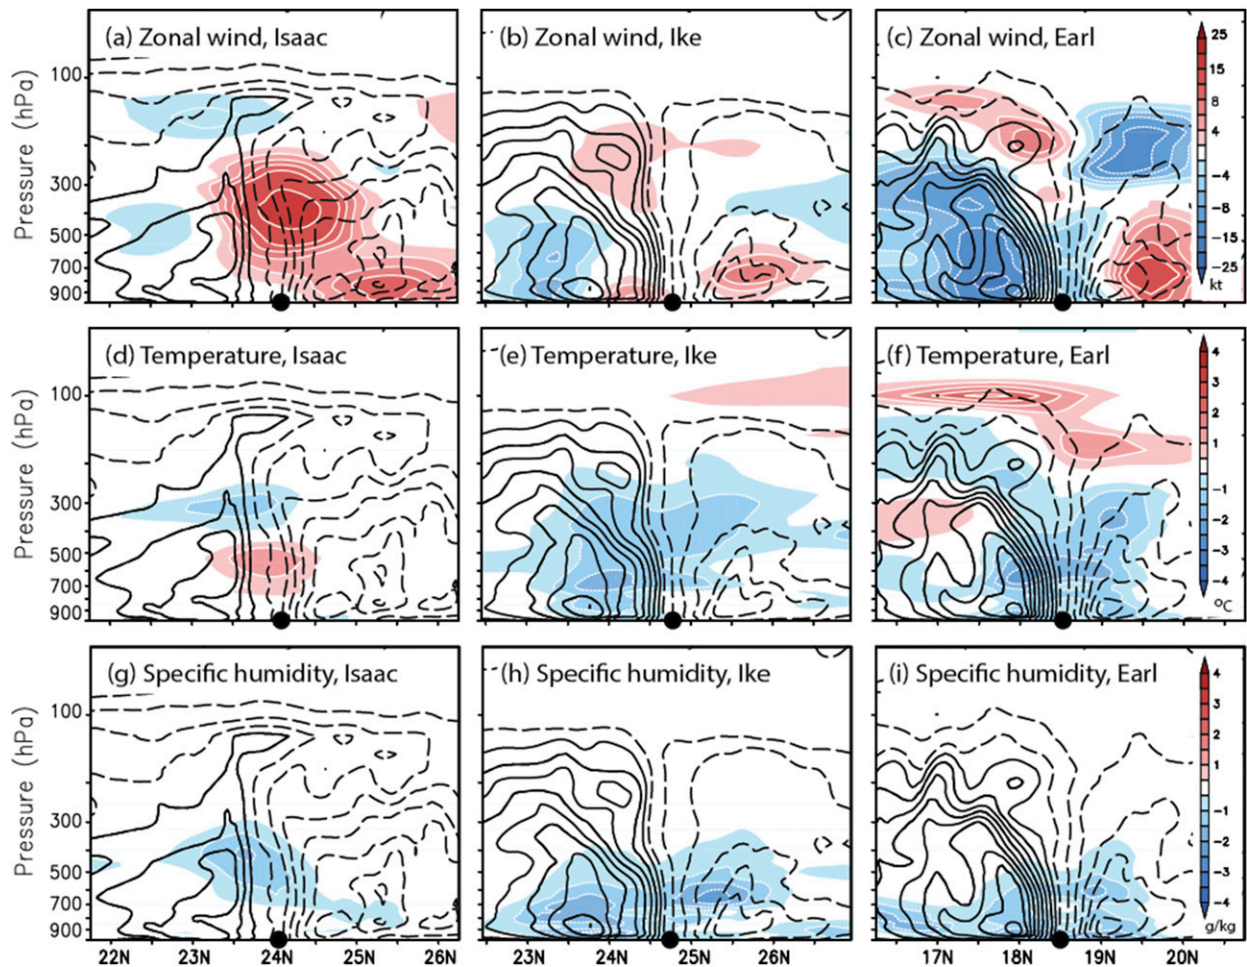 (a) Zonal wind, Isaac
(b) Zonal wind, Ike
(c) Zonal wind, Earl
25
15
8
4
−4
−8
−15
−25
kt
Pressure (hPa)
100
300
500
700
900
(d) Temperature, Isaac
(e) Temperature, Ike
(f) Temperature, Earl
4
3
2
1
−1
−2
−3
−4
°C
Pressure (hPa)
100
300
500
700
900
(g) Specific humidity, Isaac
(h) Specific humidity, Ike
(i) Specific humidity, Earl
4
3
2
1
−1
−2
−3
−4
g/kg
Pressure (hPa)
100
300
500
700
900
22N 23N 24N 25N 26N 23N 24N 25N 26N 17N 18N 19N 20N